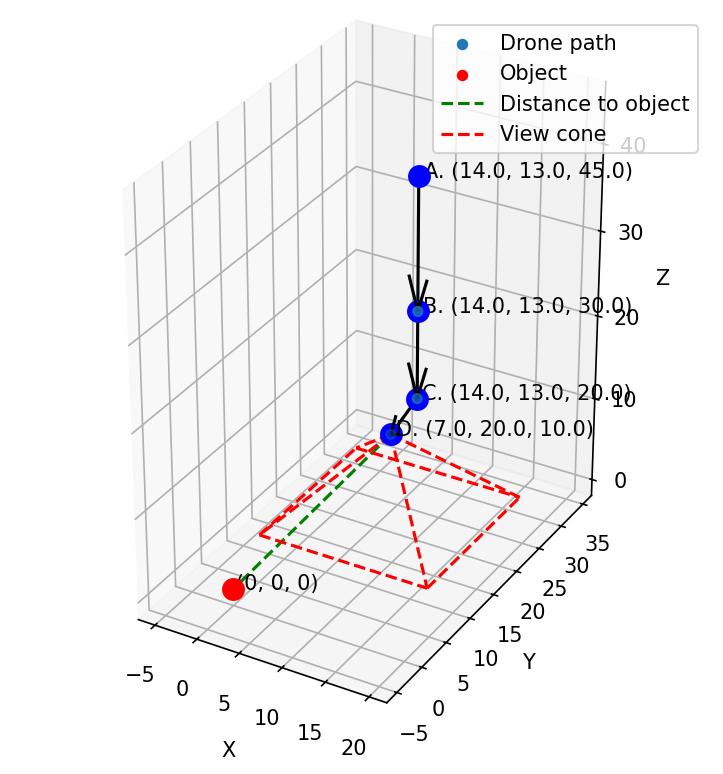 Drone path
Object
Distance to object
View cone
40
A. (14.0, 13.0, 45.0)
30
Z
B. (14.0, 13.0, 30.0)
20
C. (14.0, 13.0, 20.0)
10
D. (7.0, 20.0, 10.0)
0
35
30
25
20
15
10
5
0
−5
Y
(0, 0, 0)
−5
0
5
10
15
20
X